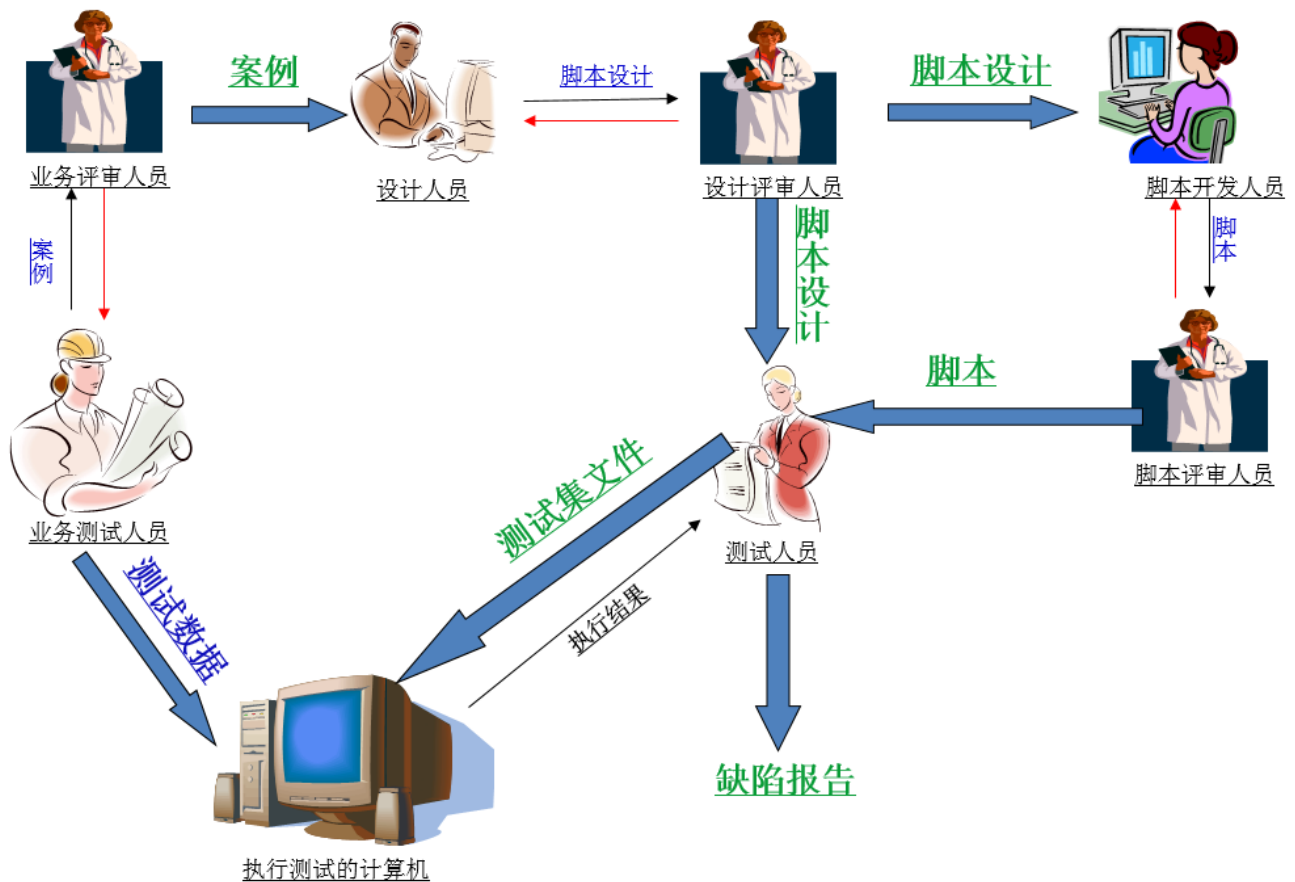 案例
脚本设计
脚本设计
业务评审人员
设计人员
设计评审人员
脚本开发人员
案例
脚本设计
脚本
脚本
业务测试人员
测试集文件
脚本评审人员
测试人员
测试数据
执行结果
缺陷报告
执行测试的计算机